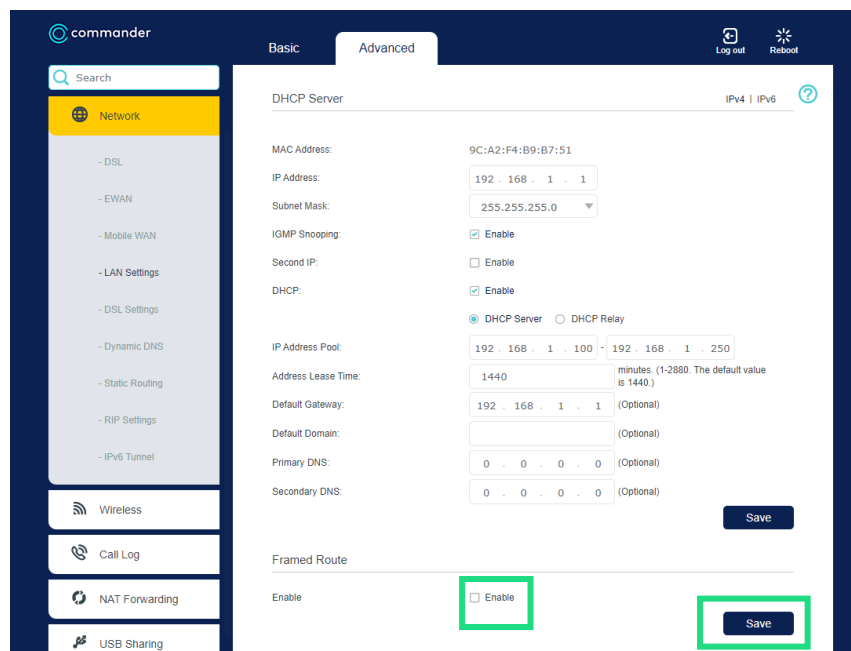 commander
Basic
Advanced
Log out
Reboot
Search
Network
- DSL
- EWAN
- Mobile WAN
- LAN Settings
- DSL Settings
- Dynamic DNS
- Static Routing
- RIP Settings
- IPv6 Tunnel
Wireless
Call Log
NAT Forwarding
USB Sharing
DHCP Server
IPv4 | IPv6
?
MAC Address: 9C:A2:F4:B9:B7:51
IP Address: 192 . 168 . 1 . 1
Subnet Mask: 255.255.255.0
IGMP Snooping: Enable
Second IP: Enable
DHCP: Enable
DHCP Server DHCP Relay
IP Address Pool: 192 . 168 . 1 . 100 - 192 . 168 . 1 . 250
Address Lease Time: 1440 minutes. (1-2880. The default value
is 1440.)
Default Gateway: 192 . 168 . 1 . 1 (Optional)
Default Domain: (Optional)
Primary DNS: 0 . 0 . 0 . 0 (Optional)
Secondary DNS: 0 . 0 . 0 . 0 (Optional)
Save
Framed Route
Enable Enable
Save